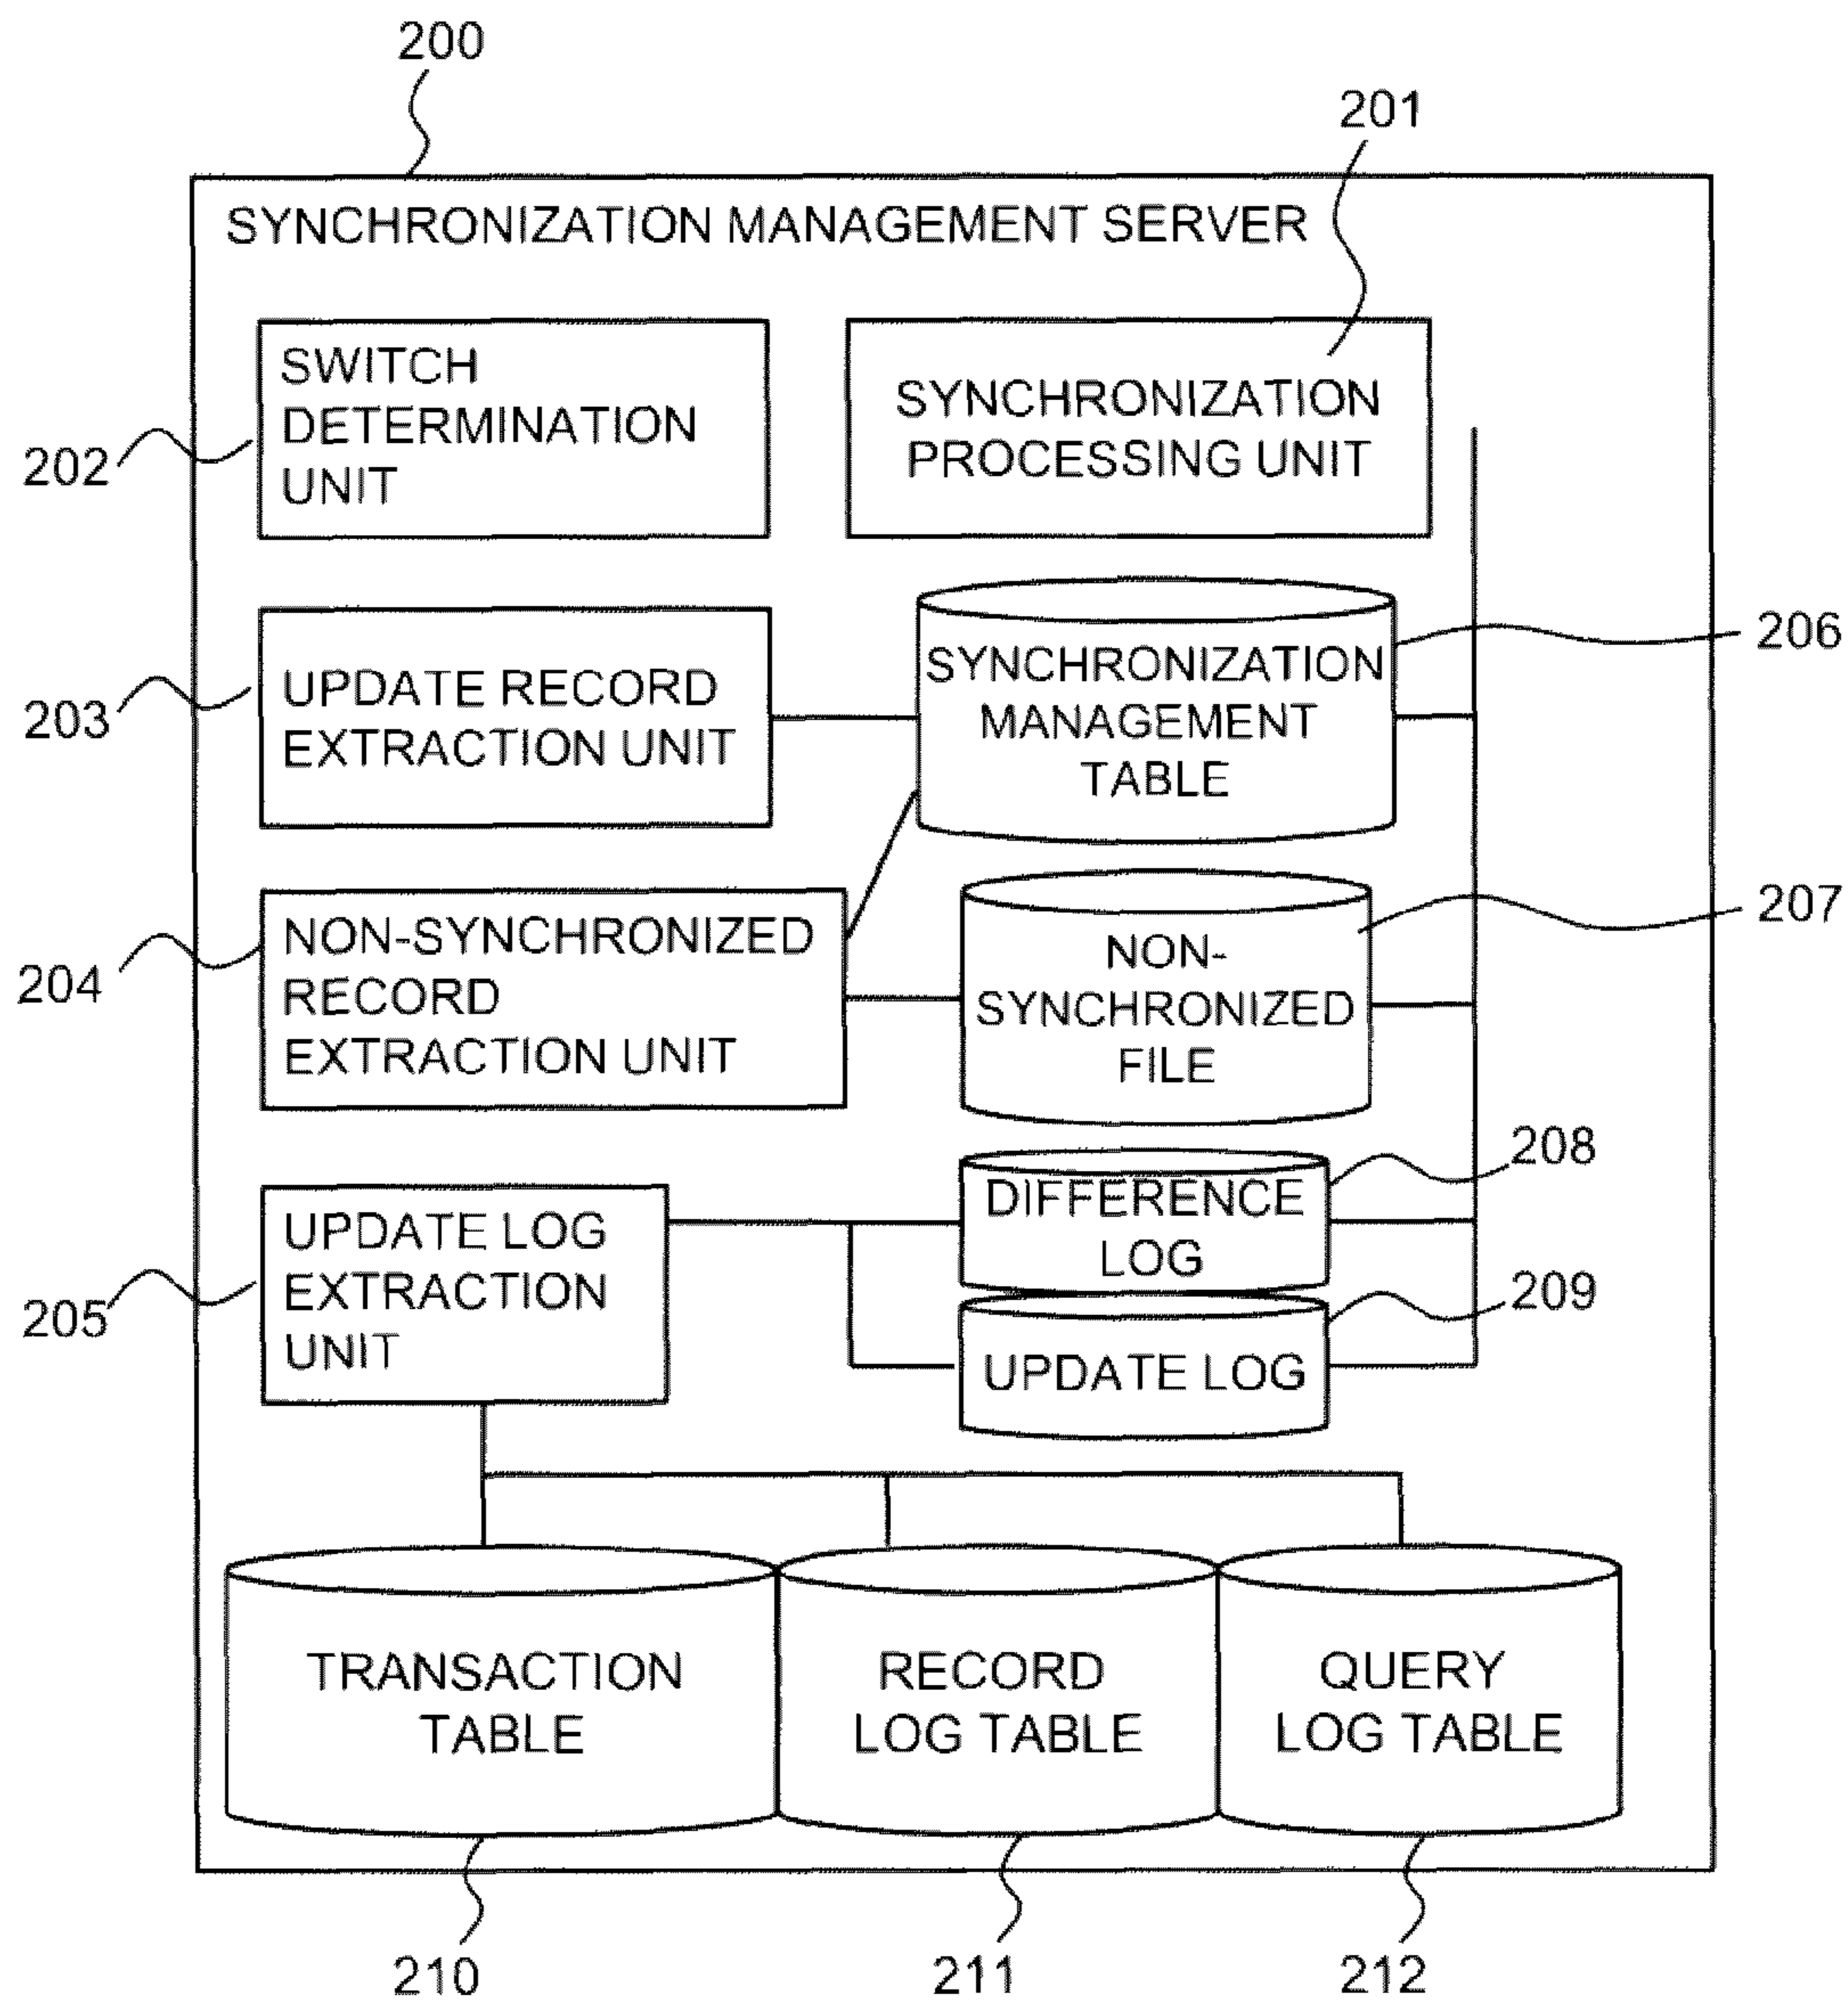 200
201
SYNCHRONIZATION MANAGEMENT SERVER
SWITCH
DETERMINATION
UNIT
202
SYNCHRONIZATION
PROCESSING UNIT
UPDATE RECORD
EXTRACTION UNIT
203
SYNCHRONIZATION
MANAGEMENT
TABLE
206
NON-SYNCHRONIZED
RECORD
EXTRACTION UNIT
204
NON-
SYNCHRONIZED
FILE
207
UPDATE LOG
EXTRACTION
UNIT
205
DIFFERENCE
LOG
208
UPDATE LOG
209
TRANSACTION
TABLE
RECORD
LOG TABLE
QUERY
LOG TABLE
210
211
212